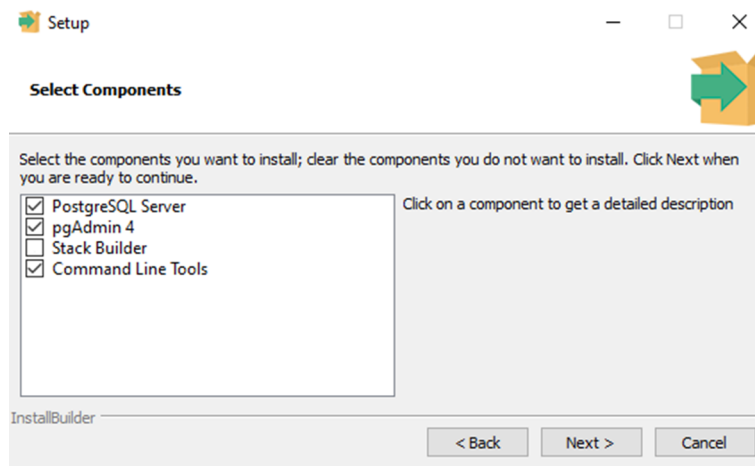 Setup
Select Components
Select the components you want to install; clear the components you do not want to install. Click Next when
you are ready to continue.
PostgreSQL Server
pgAdmin 4
Stack Builder
Command Line Tools
Click on a component to get a detailed description
InstallBuilder
< Back
Next >
Cancel